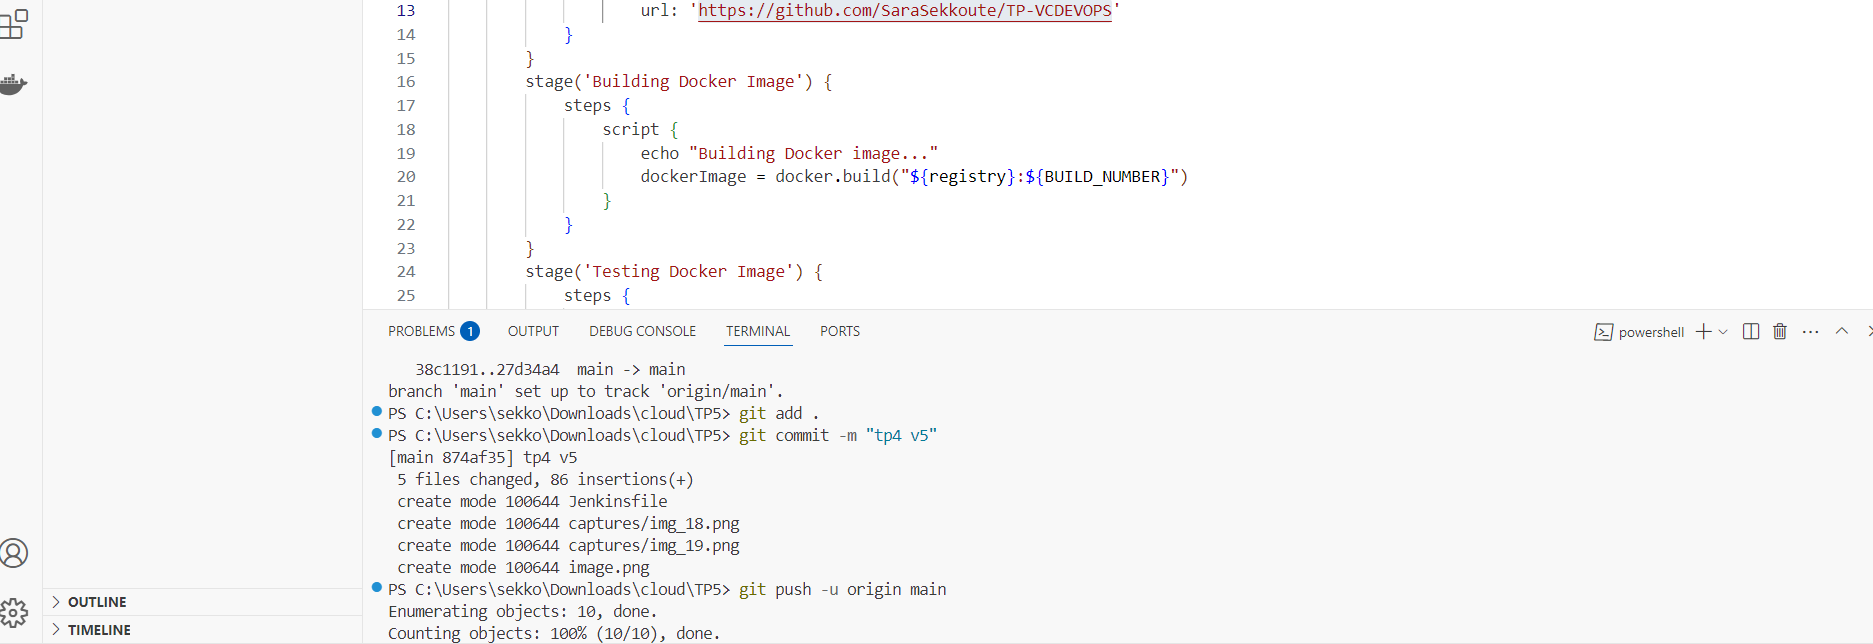 13 url: 'https://github.com/SaraSekkoute/TP-VCDEVOPS'
14 }
15 }
16 stage('Building Docker Image') {
17 steps {
18 script {
19 echo "Building Docker image..."
20 dockerImage = docker.build("${registry}:${BUILD_NUMBER}")
21 }
22 }
23 }
24 stage('Testing Docker Image') {
25 steps {
PROBLEMS 1 OUTPUT DEBUG CONSOLE TERMINAL PORTS powershell
38c1191..27d34a4 main -> main
branch 'main' set up to track 'origin/main'.
PS C:\Users\sekko\Downloads\cloud\TP5> git add .
PS C:\Users\sekko\Downloads\cloud\TP5> git commit -m "tp4 v5"
[main 874af35] tp4 v5
5 files changed, 86 insertions(+)
create mode 100644 Jenkinsfile
create mode 100644 captures/img_18.png
create mode 100644 captures/img_19.png
create mode 100644 image.png
PS C:\Users\sekko\Downloads\cloud\TP5> git push -u origin main
Enumerating objects: 10, done.
Counting objects: 100% (10/10), done.
OUTLINE
TIMELINE